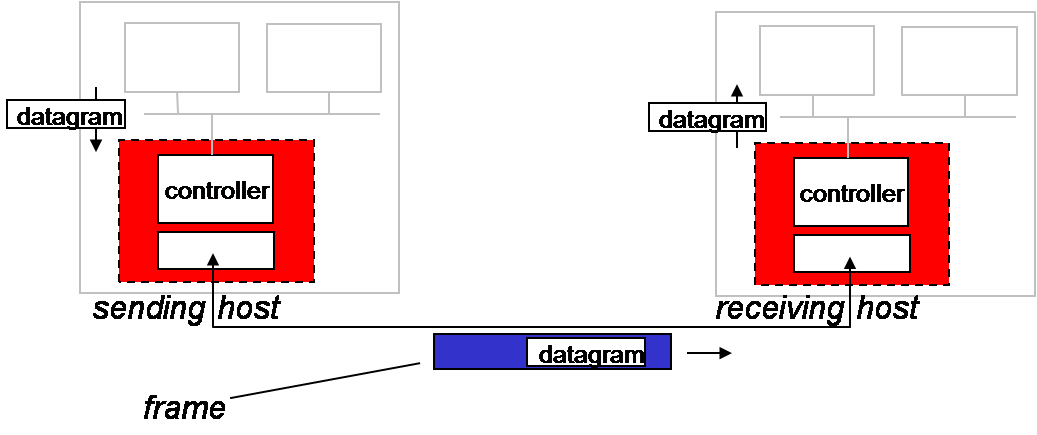 datagram
datagram
controller
controller
sending host
receiving host
datagram
frame